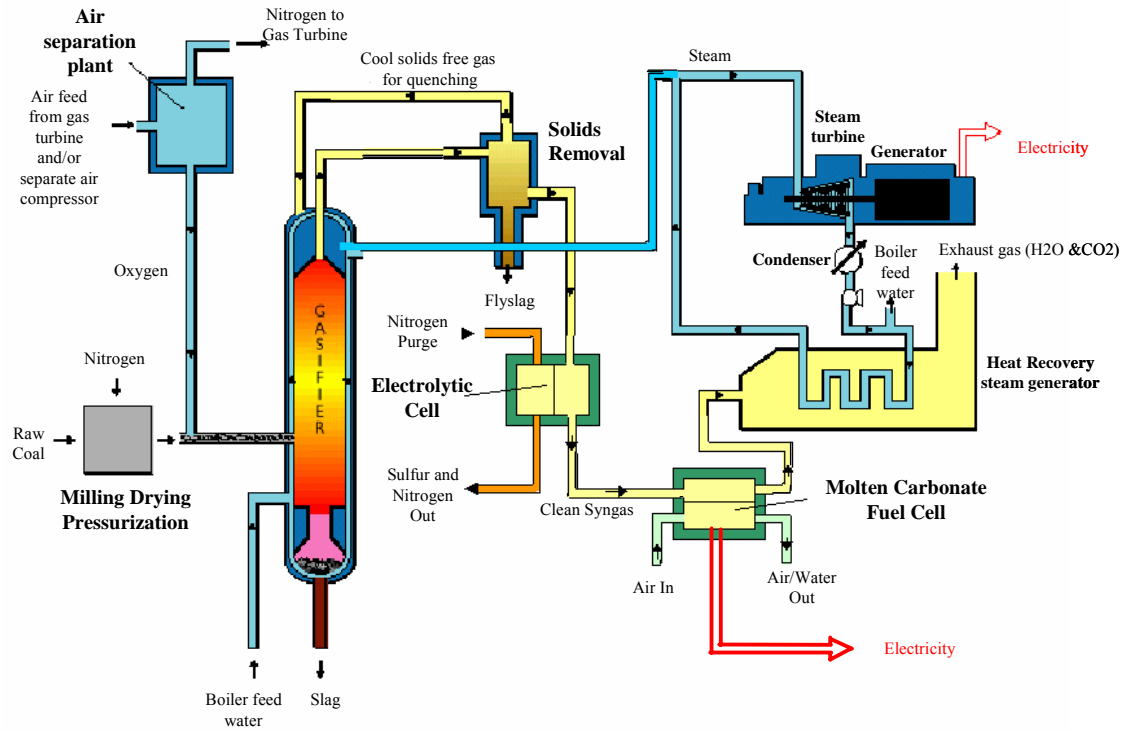 Air
separation
plant
Nitrogen to
Gas Turbine
Air feed
from gas
turbine
and/or
separate air
compressor
Oxygen
Nitrogen
Raw
Coal
Milling Drying
Pressurization
Cool solids free gas
for quenching
Solids
Removal
Flyslag
GASIFIER
Boiler feed
water
Slag
Nitrogen
Purge
Electrolytic
Cell
Sulfur and
Nitrogen
Out
Clean Syngas
Steam
Steam
turbine
Generator
Electricity
Condenser
Boiler
feed
water
Exhaust gas (H2O &CO2)
Heat Recovery
steam generator
Molten Carbonate
Fuel Cell
Air In
Air/Water
Out
Electricity